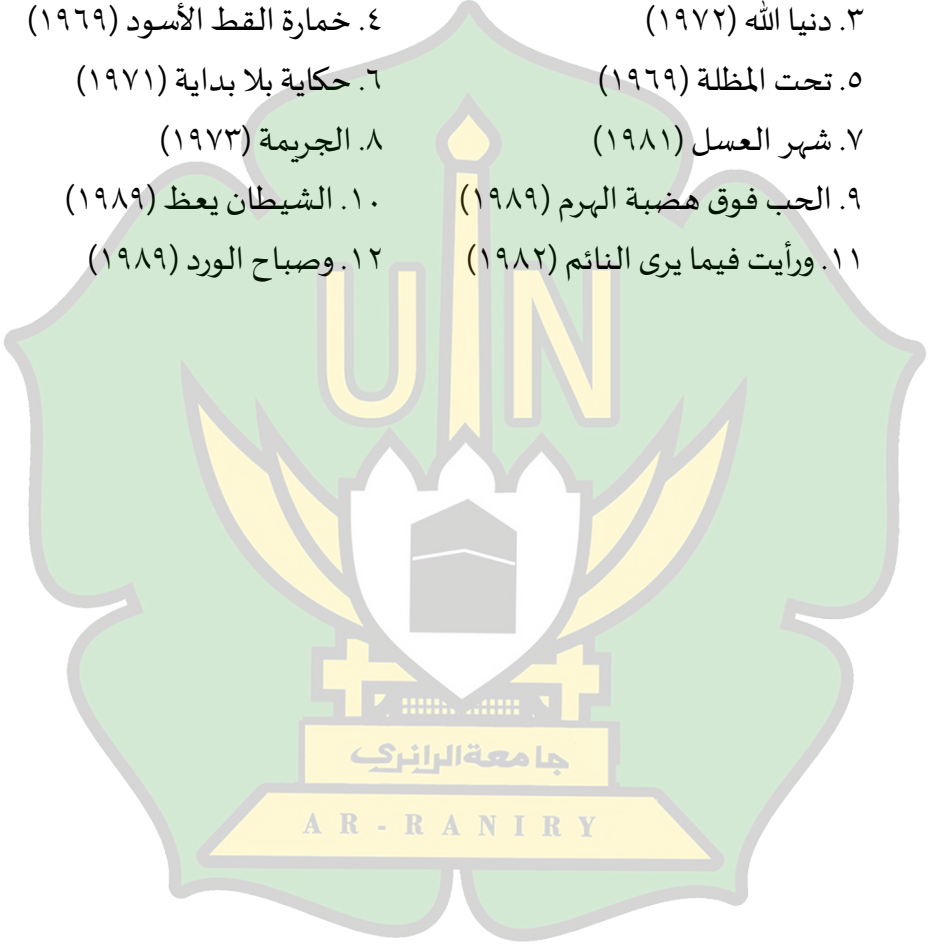 ٣. دنيا الله (١٩٧٢) ٤. خمارة القط الأسود (١٩٦٩)
٥. تحت المظلة (١٩٦٩) ٦. حكاية بلا بداية (١٩٧١)
٧. شهر العسل (١٩٨١) ٨. الجريمة (١٩٧٣)
٩. الحب فوق هضبة الهرم (١٩٨٩) ١٠. الشيطان يعظ (١٩٨٩)
١١. ورأيت فيما يرى النائم (١٩٨٢) ١٢. وصباح الورد (١٩٨٩)
UIN
جامعة الرانري
AR-RANIRY